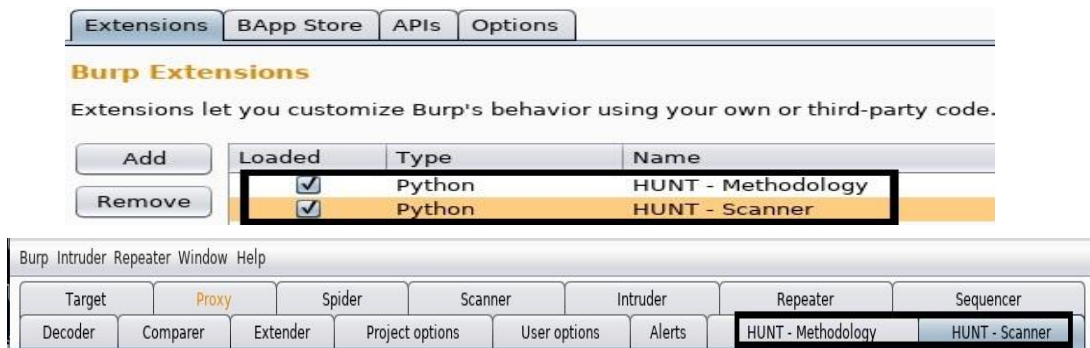 Extensions BApp Store APIs Options
Burp Extensions
Extensions let you customize Burp's behavior using your own or third-party code.
Add Loaded Type Name
Python HUNT - Methodology
Remove Python HUNT - Scanner
Burp Intruder Repeater Window Help
Target Proxy Spider Scanner Intruder Repeater Sequencer
Decoder Comparer Extender Project options User options Alerts HUNT - Methodology HUNT - Scanner